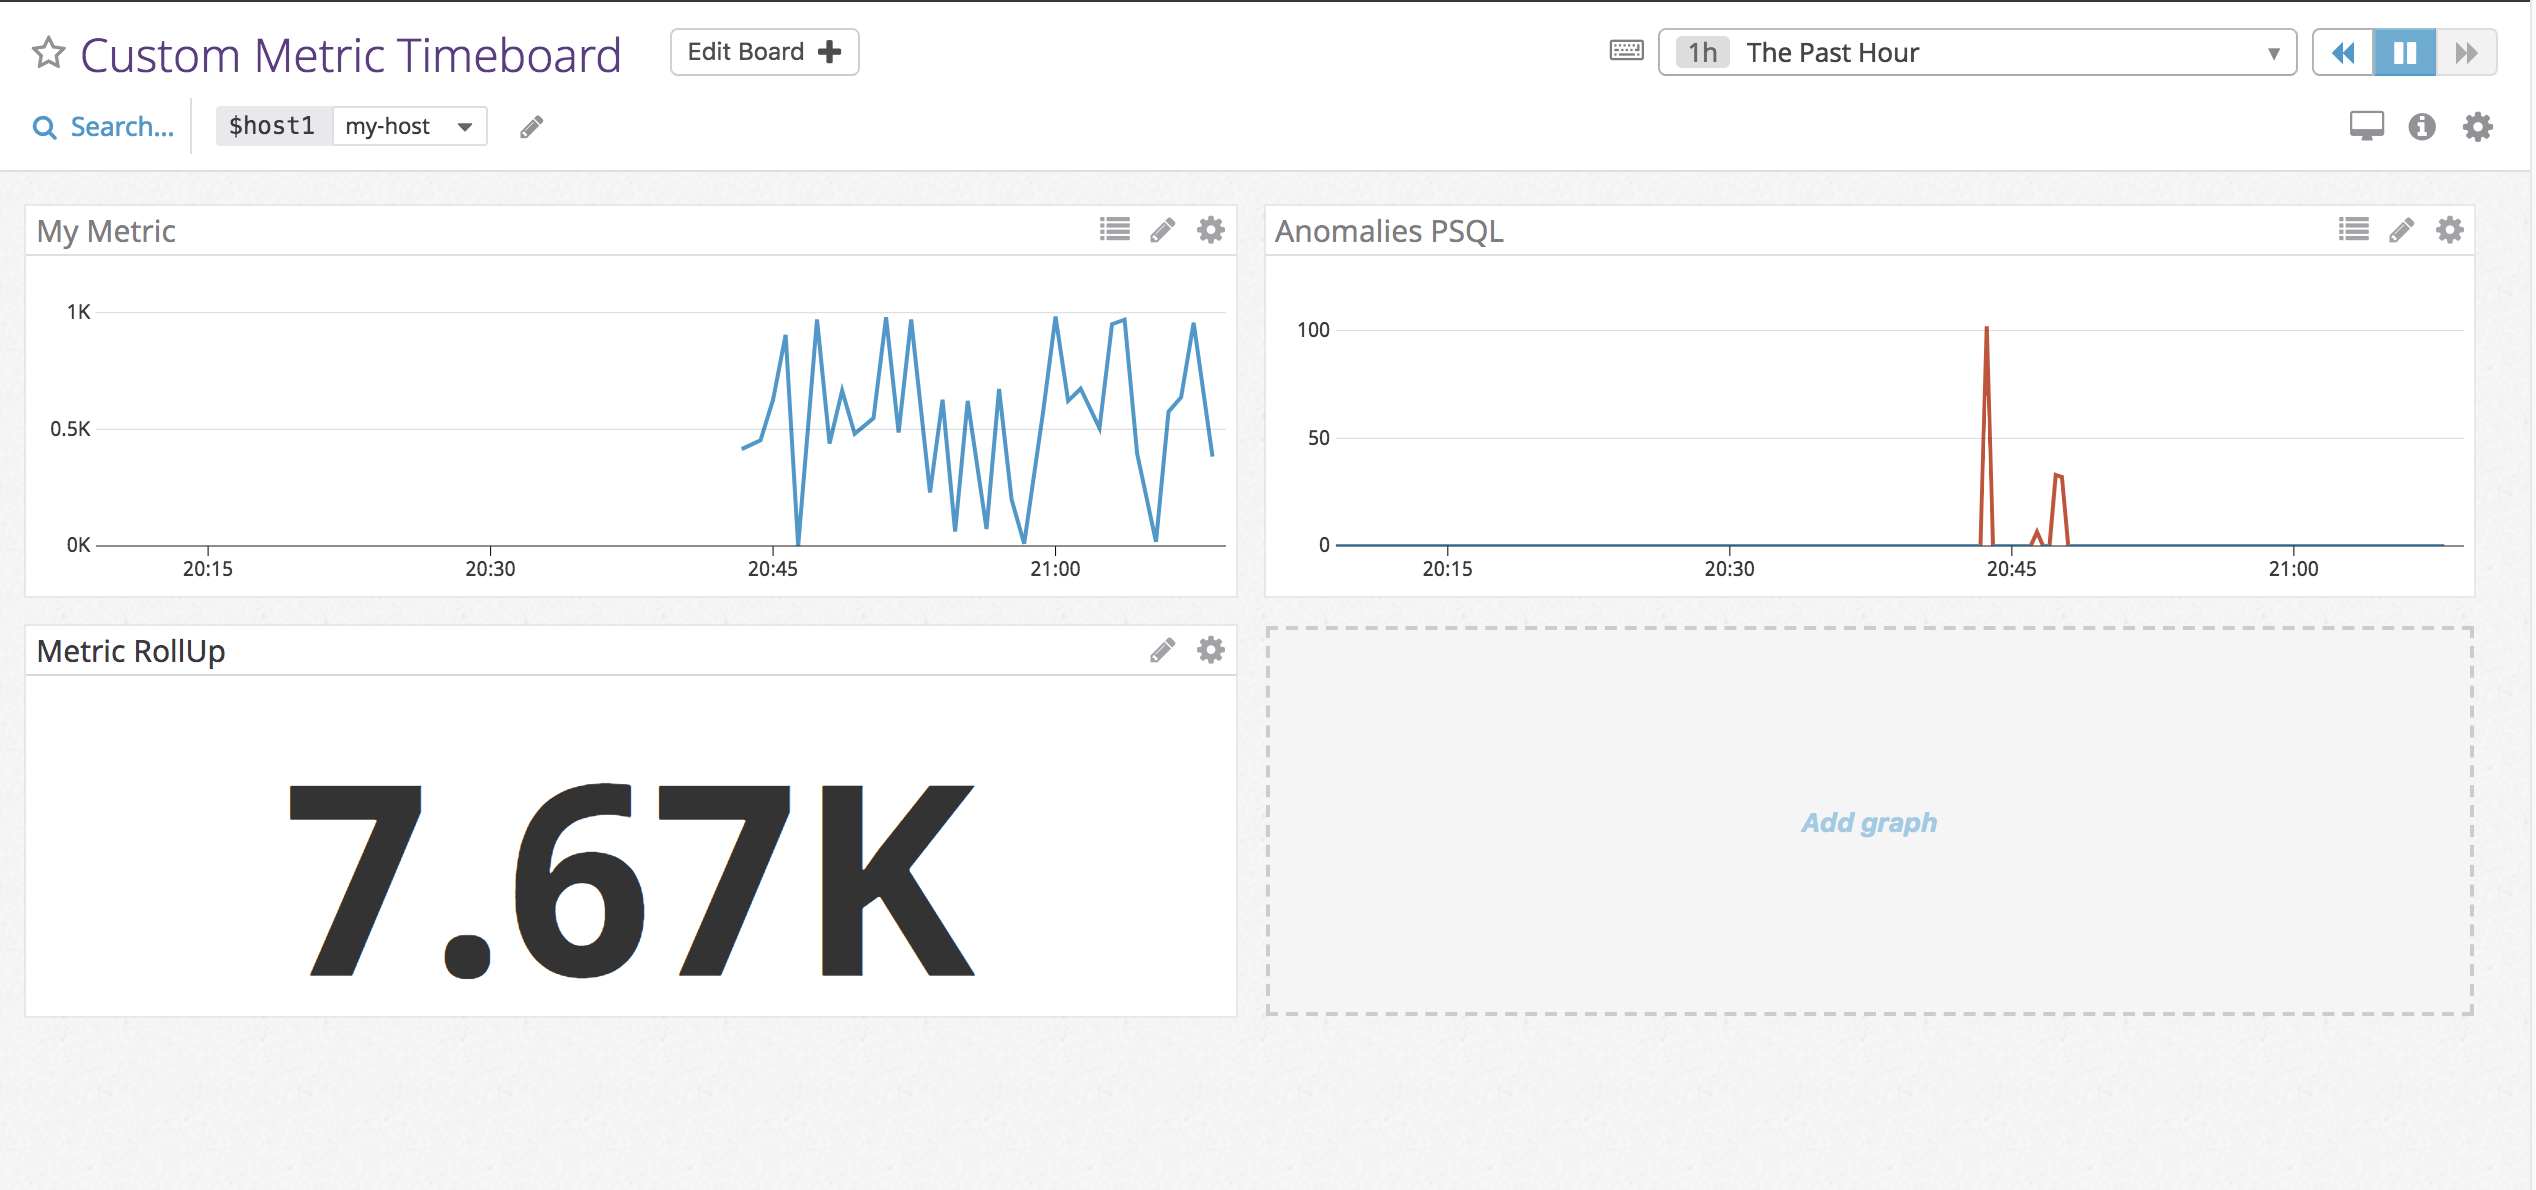 Custom Metric Timeboard
Edit Board
1h The Past Hour
Search...
$host1 my-host
My Metric
1K
0.5K
0K
20:15 20:30 20:45 21:00
Anomalies PSQL
100
50
0
20:15 20:30 20:45 21:00
Metric RollUp
7.67K
Add graph